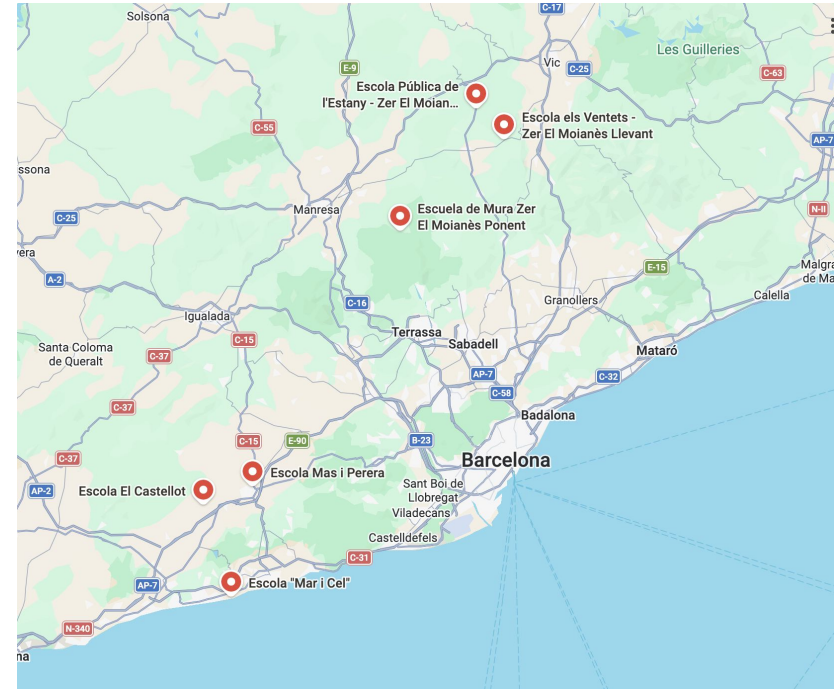 Solsona
C-17
Les Guilleries
Vic
E-9
C-25
C-63
Escola Pública de
l'Estany - Zer El Moian...
Escola els Ventets -
Zer El Moianès Llevant
C-55
AP-7
ssona
Manresa
Escuela de Mura Zer
El Moianès Ponent
N-II
C-25
vera
A-2
E-15
Malgra
de Ma
Calella
C-16
Granollers
Igualada
Terrassa
Sabadell
Santa Coloma
de Queralt
C-15
C-37
Mataró
AP-7
C-32
C-58
C-37
Badalona
C-15
E-90
B-23
C-37
Barcelona
Escola Mas i Perera
AP-2
Escola El Castellot
Sant Boi de
Llobregat
Viladecans
Castelldefels
C-31
AP-7
Escola "Mar i Cel"
N-340
na